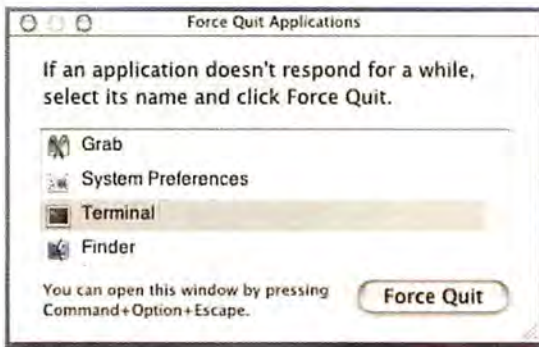 Force Quit Applications
If an application doesn't respond for a while,
select its name and click Force Quit.
Grab
System Preferences
Terminal
Finder
You can open this window by pressing
Command+Option+Escape.
Force Quit